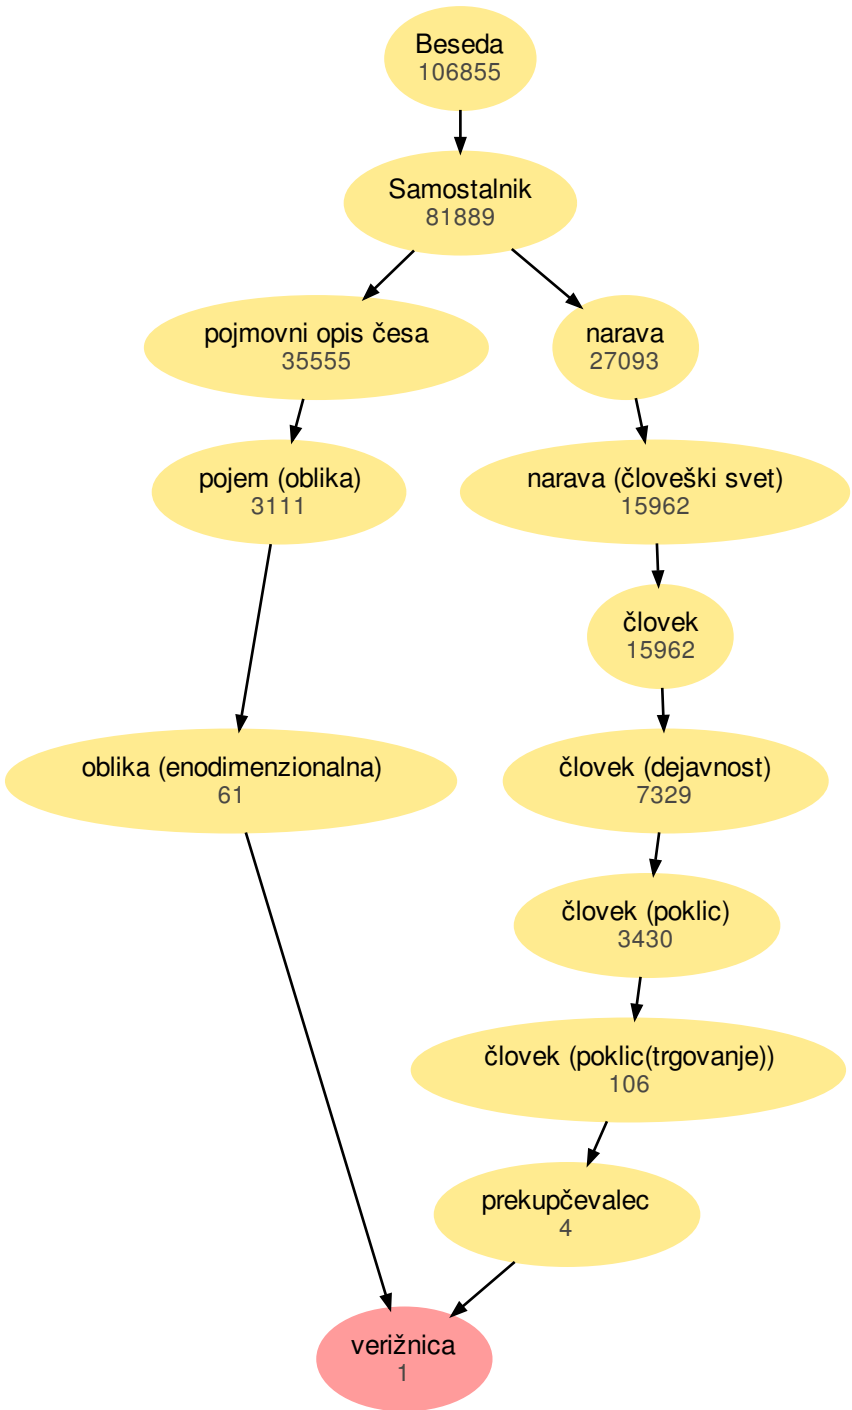 Beseda
106855
Samostalnik
81889
pojmovni opis česa
35555
narava
27093
pojem (oblika)
3111
narava (človeški svet)
15962
človek
15962
oblika (enodimenzionalna)
61
človek (dejavnost)
7329
človek (poklic)
3430
človek (poklic(trgovanje))
106
prekupčevalec
4
verižnica
1